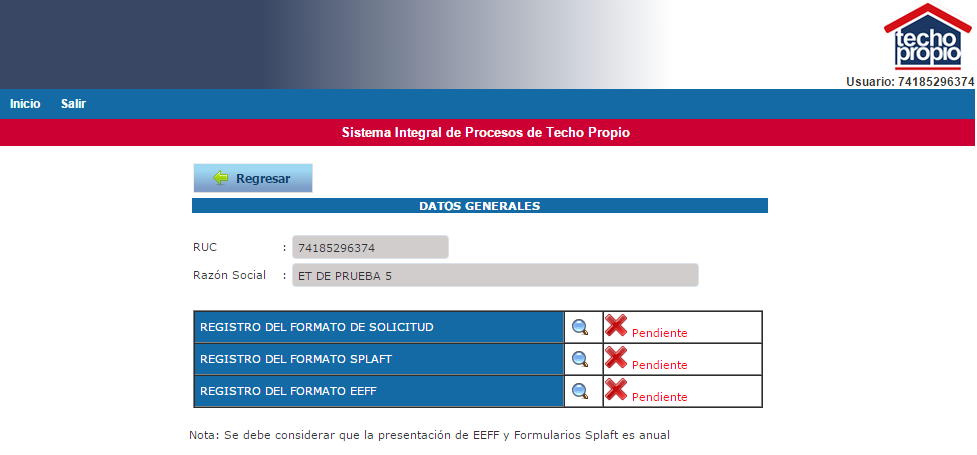 techo
propio
Usuario: 74185296374
Inicio Salir
Sistema Integral de Procesos de Techo Propio
Regresar
DATOS GENERALES
RUC : 74185296374
Razón Social : ET DE PRUEBA 5
REGISTRO DEL FORMATO DE SOLICITUD Pendiente
REGISTRO DEL FORMATO SPLAFT Pendiente
REGISTRO DEL FORMATO EEFF Pendiente
Nota: Se debe considerar que la presentación de EEFF y Formularios Splaft es anual